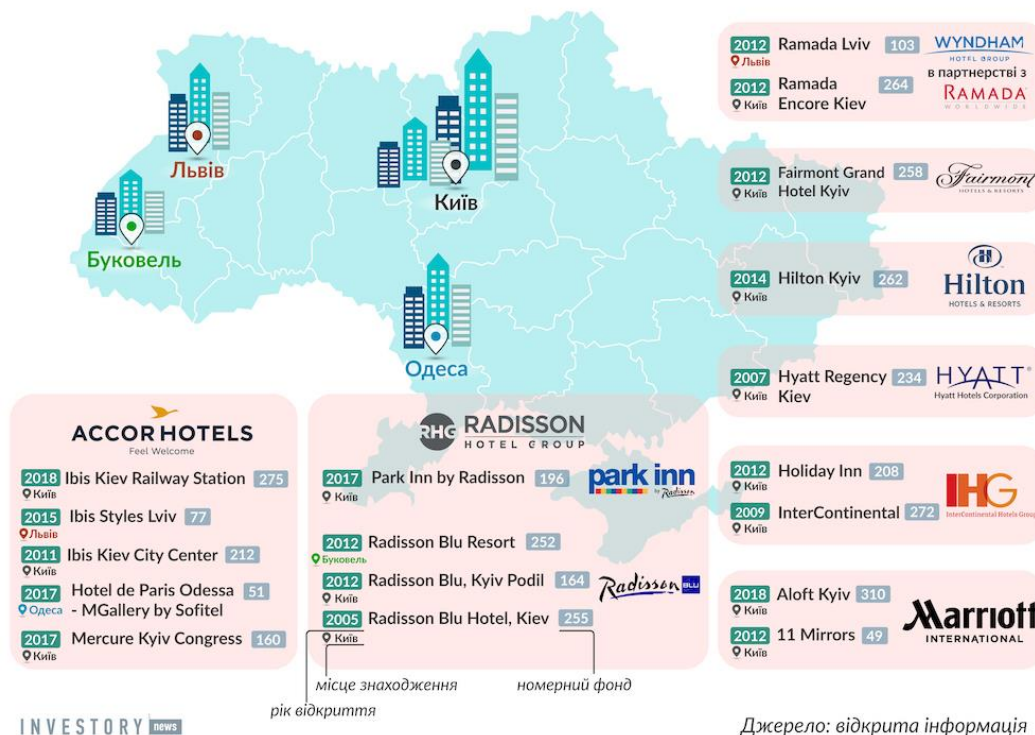 Львів
Київ
Буковель
Одеса
2012 Ramada Lviv 103
Львів
2012 Ramada Encore Kiev 264
Київ
WYNDHAM
HOTEL GROUP
в партнерстві з
RAMADA
WORLDWIDE
2012 Fairmont Grand Hotel Kyiv 258
Київ
Fairmont
HOTELS & RESORTS
2014 Hilton Kyiv 262
Київ
Hilton
HOTELS & RESORTS
2007 Hyatt Regency Kiev 234
Київ
HYATT
Hyatt Hotels Corporation
2012 Holiday Inn 208
Київ
2009 InterContinental 272
Київ
IHG
InterContinental Hotels Group
2018 Aloft Kyiv 310
Київ
2012 11 Mirrors 49
Київ
Marriott
INTERNATIONAL
ACCORHOTELS
Feel Welcome
2018 Ibis Kiev Railway Station 275
Київ
2015 Ibis Styles Lviv 77
Львів
2011 Ibis Kiev City Center 212
Київ
2017 Hotel de Paris Odessa 51
Одеса - MGallery by Sofitel
2017 Mercure Kyiv Congress 160
Київ
RHG RADISSON
HOTEL GROUP
2017 Park Inn by Radisson 196
Київ
park inn
by Radisson
2012 Radisson Blu Resort 252
Буковель
2012 Radisson Blu, Kyiv Podil 164
Київ
Radisson BLU
2005 Radisson Blu Hotel, Kiev 255
Київ
місце знаходження
номерний фонд
рік відкриття
INVESTORY news
Джерело: відкрита інформація